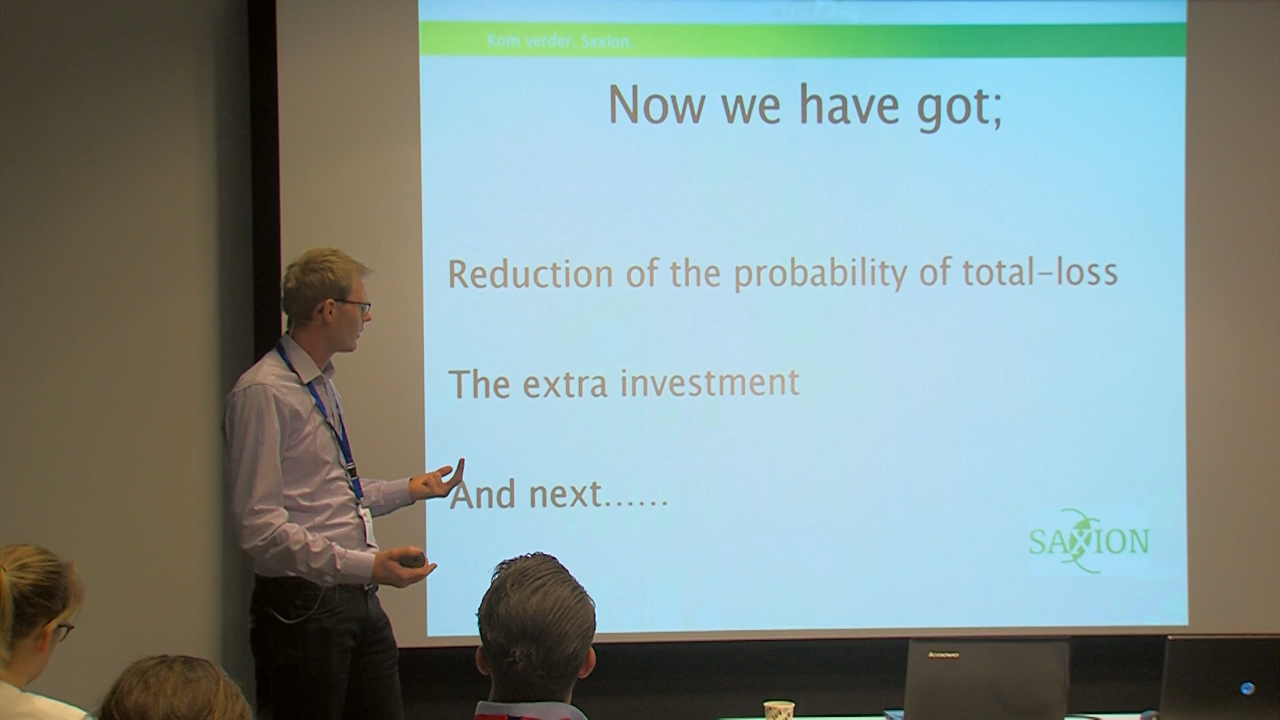 Kom verder. Saxion.
Now we have got;
Reduction of the probability of total-loss
The extra investment
And next......
SAXION
lenovo